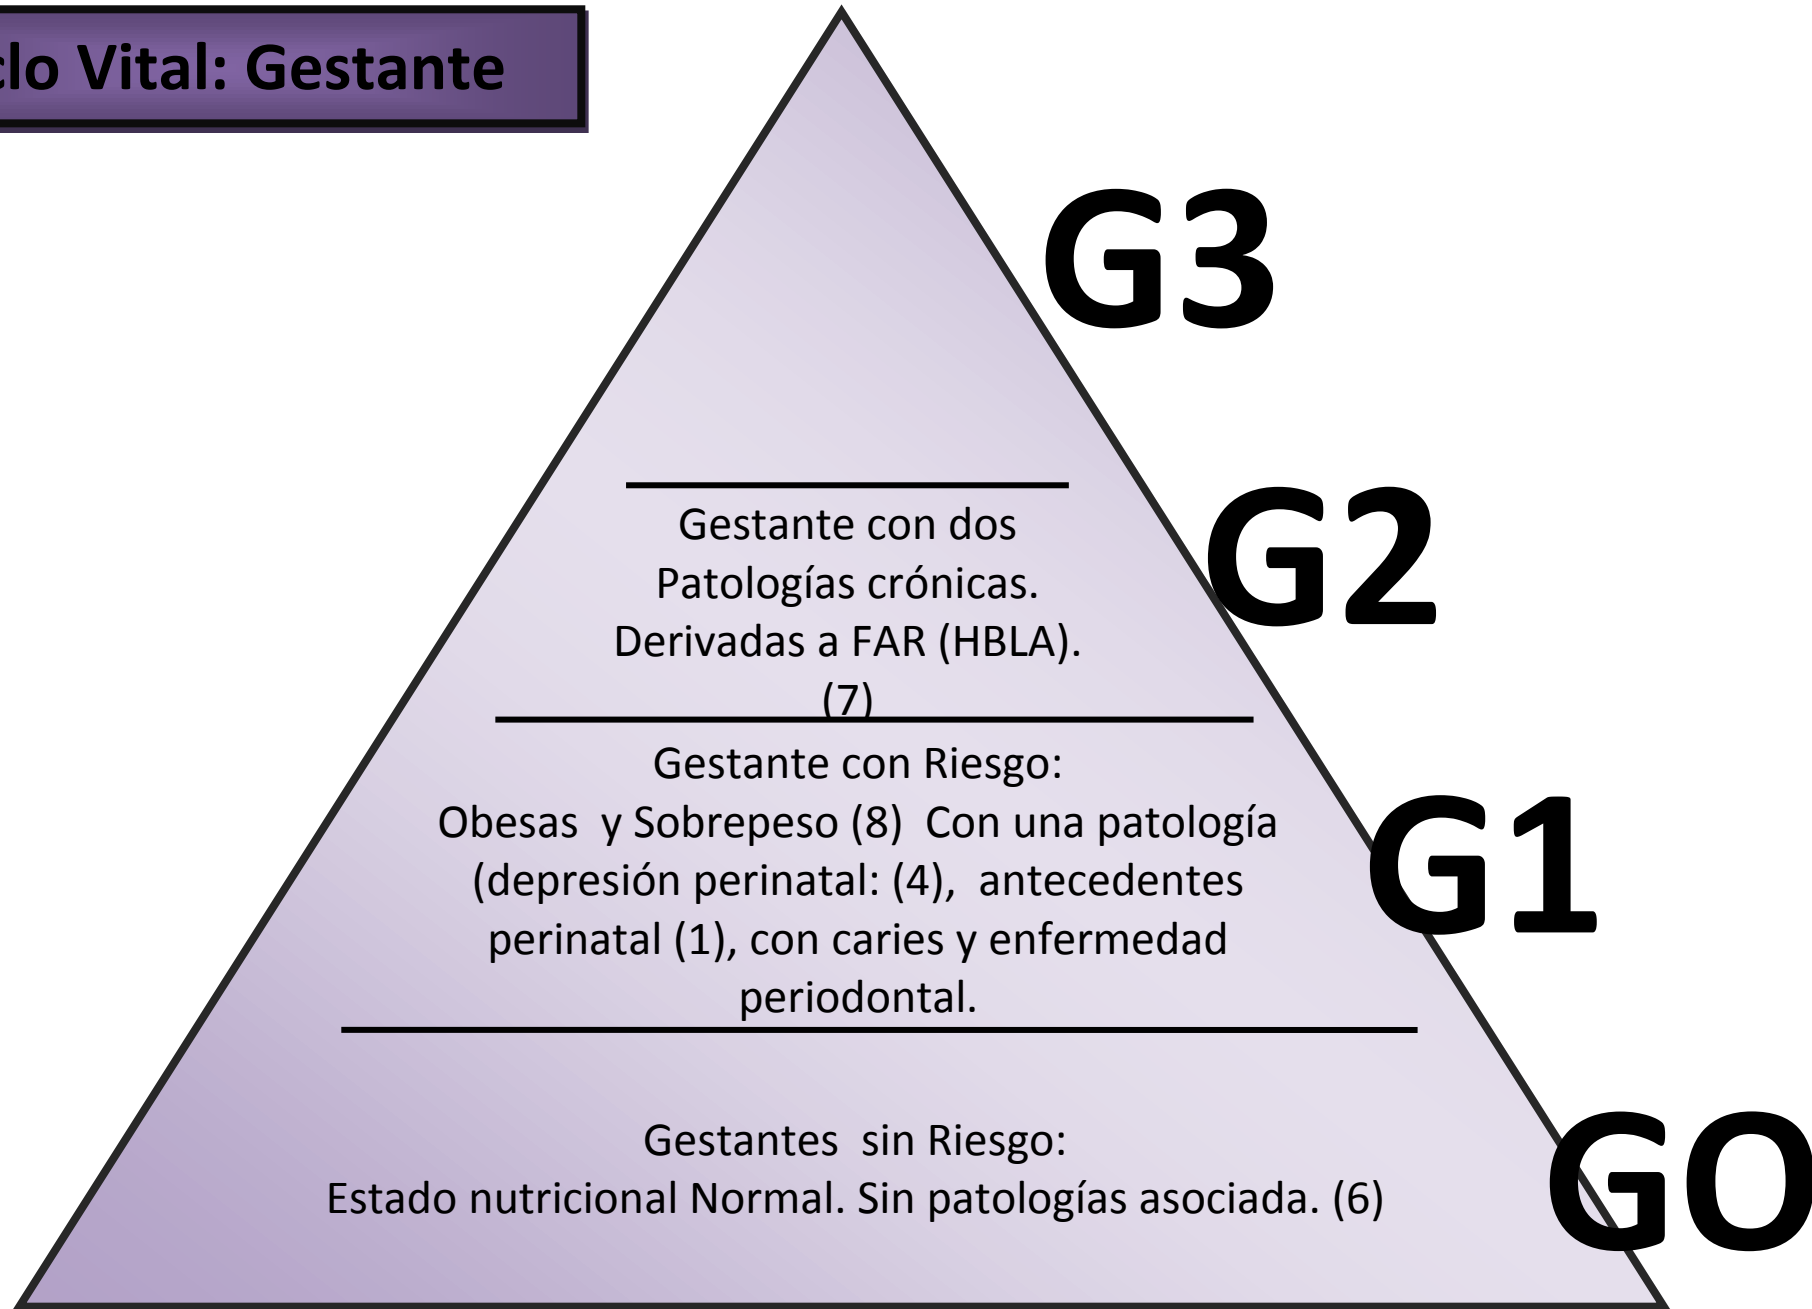 clo Vital: Gestante
G3
G2
Gestante con dos
Patologías crónicas.
Derivadas a FAR (HBLA).
(7)
G1
Gestante con Riesgo:
Obesas y Sobrepeso (8) Con una patología
(depresión perinatal: (4), antecedentes
perinatal (1), con caries y enfermedad
periodontal.
GO
Gestantes sin Riesgo:
Estado nutricional Normal. Sin patologías asociada. (6)